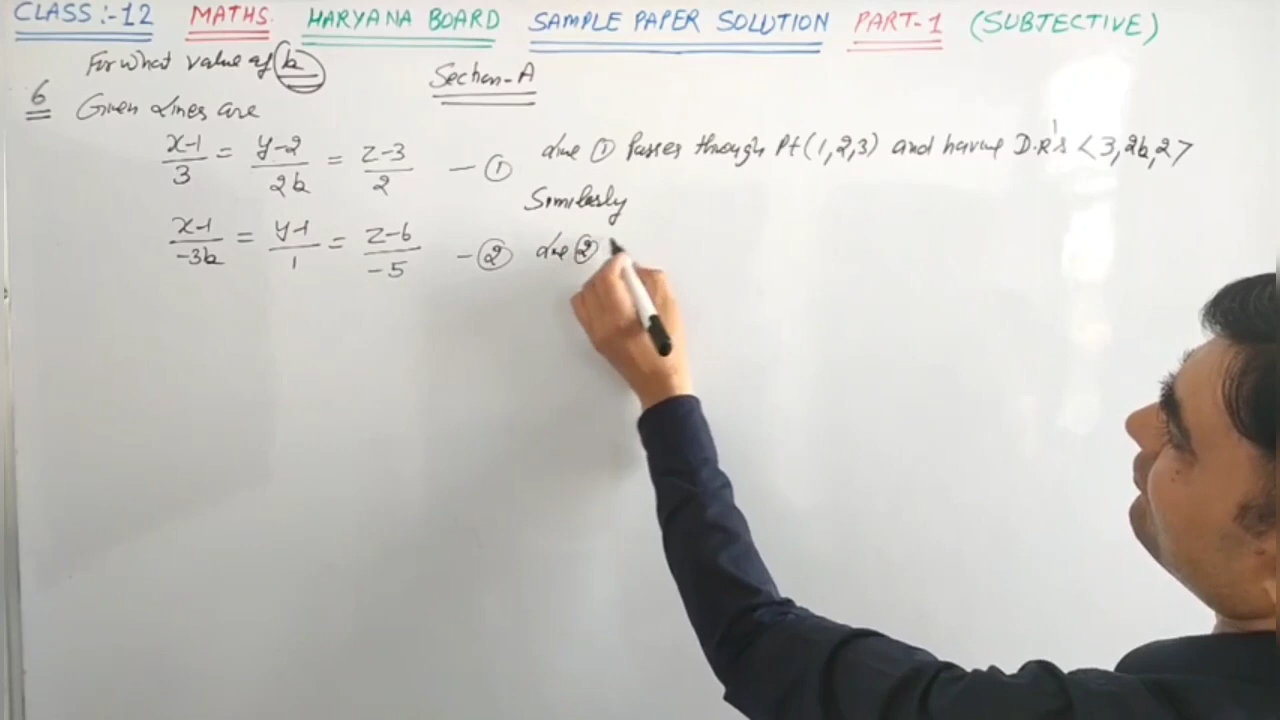 CLASS :- 12 MATHS. HARYANA BOARD SAMPLE PAPER SOLUTION PART-1 (SUBJECTIVE)
For What value of k
Section-A
6 Given Lines are
x-1/3 = y-2/2k = z-3/2 - ① Line ① Passes through Pt (1,2,3) and having D.R's <3,2k,2>
Similarly
x-1/-3k = y-1/1 = z-6/-5 - ② Line ②